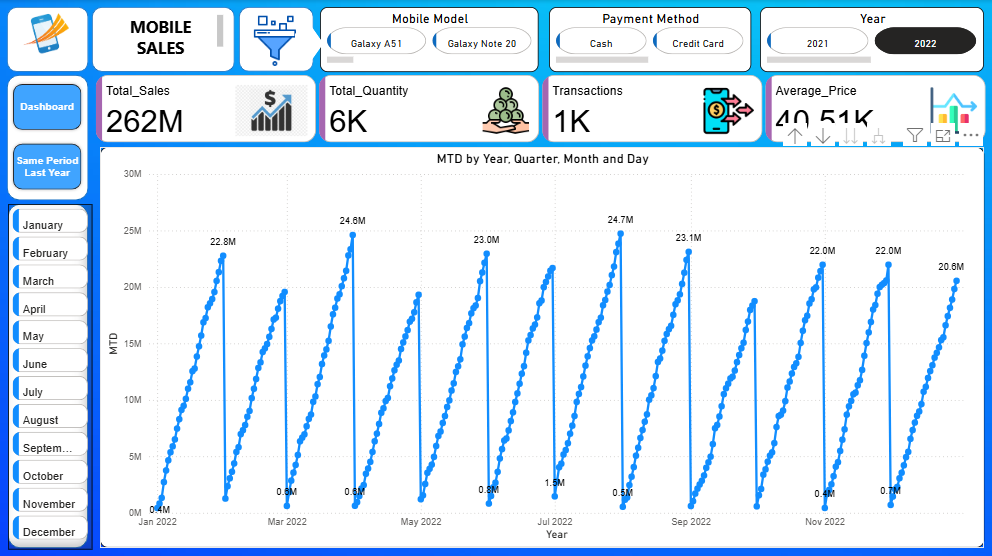 MOBILE
SALES
Mobile Model
Galaxy A51
Galaxy Note 20
Payment Method
Cash
Credit Card
Year
2021
2022
Dashboard
Same Period
Last Year
Total_Sales
262M
Total_Quantity
6K
Transactions
1K
Average_Price
40.51K
January
February
March
April
May
June
July
August
Septem...
October
November
December
MTD by Year, Quarter, Month and Day
MTD
30M
25M
20M
15M
10M
5M
0M
22.8M
24.6M
23.0M
24.7M
23.1M
22.0M
22.0M
20.6M
0.4M
0.6M
0.6M
0.8M
1.5M
0.5M
0.4M
0.7M
Jan 2022
Mar 2022
May 2022
Jul 2022
Sep 2022
Nov 2022
Year